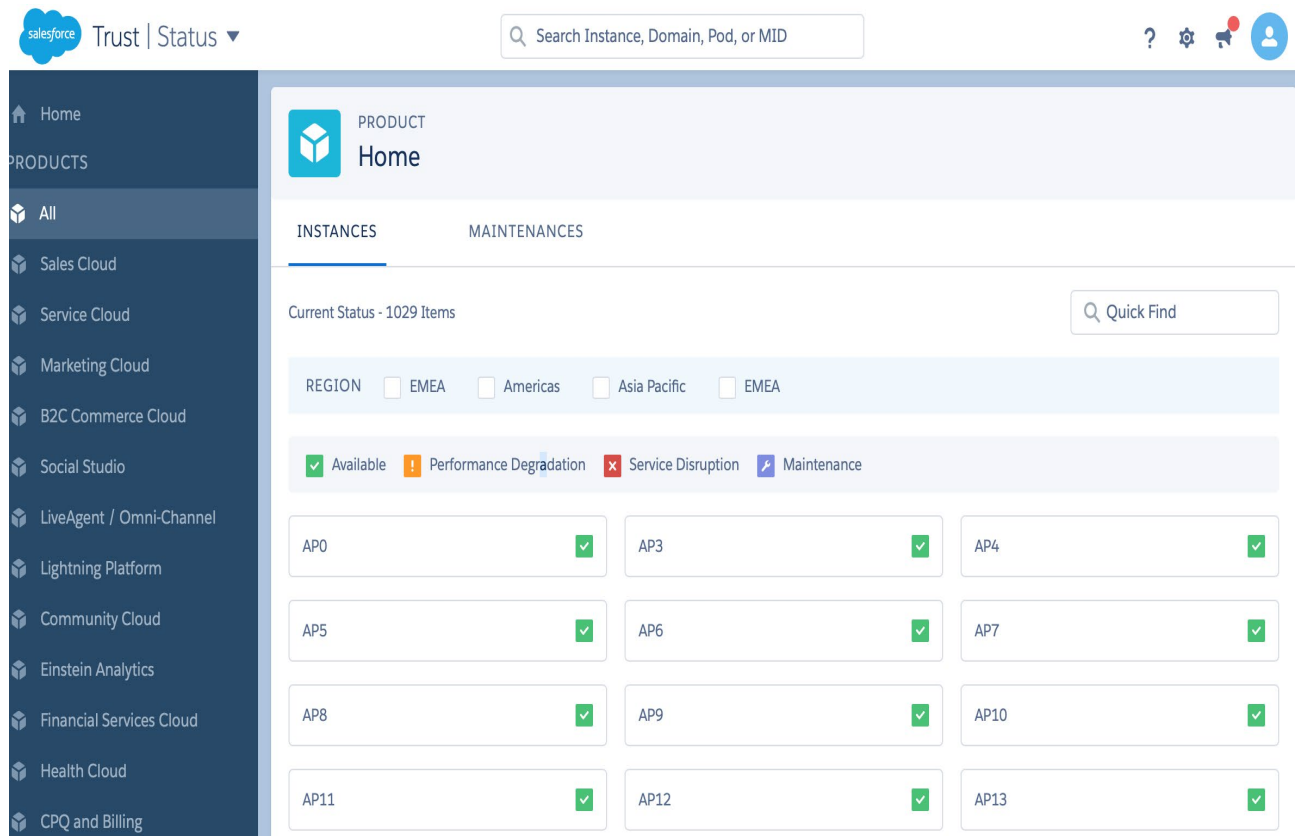 salesforce Trust | Status
Search Instance, Domain, Pod, or MID
Home
PRODUCTS
All
Sales Cloud
Service Cloud
Marketing Cloud
B2C Commerce Cloud
Social Studio
LiveAgent / Omni-Channel
Lightning Platform
Community Cloud
Einstein Analytics
Financial Services Cloud
Health Cloud
CPQ and Billing
PRODUCT
Home
INSTANCES MAINTENANCES
Current Status - 1029 Items
Quick Find
REGION EMEA Americas Asia Pacific EMEA
Available Performance Degradation Service Disruption Maintenance
AP0 AP3 AP4
AP5 AP6 AP7
AP8 AP9 AP10
AP11 AP12 AP13